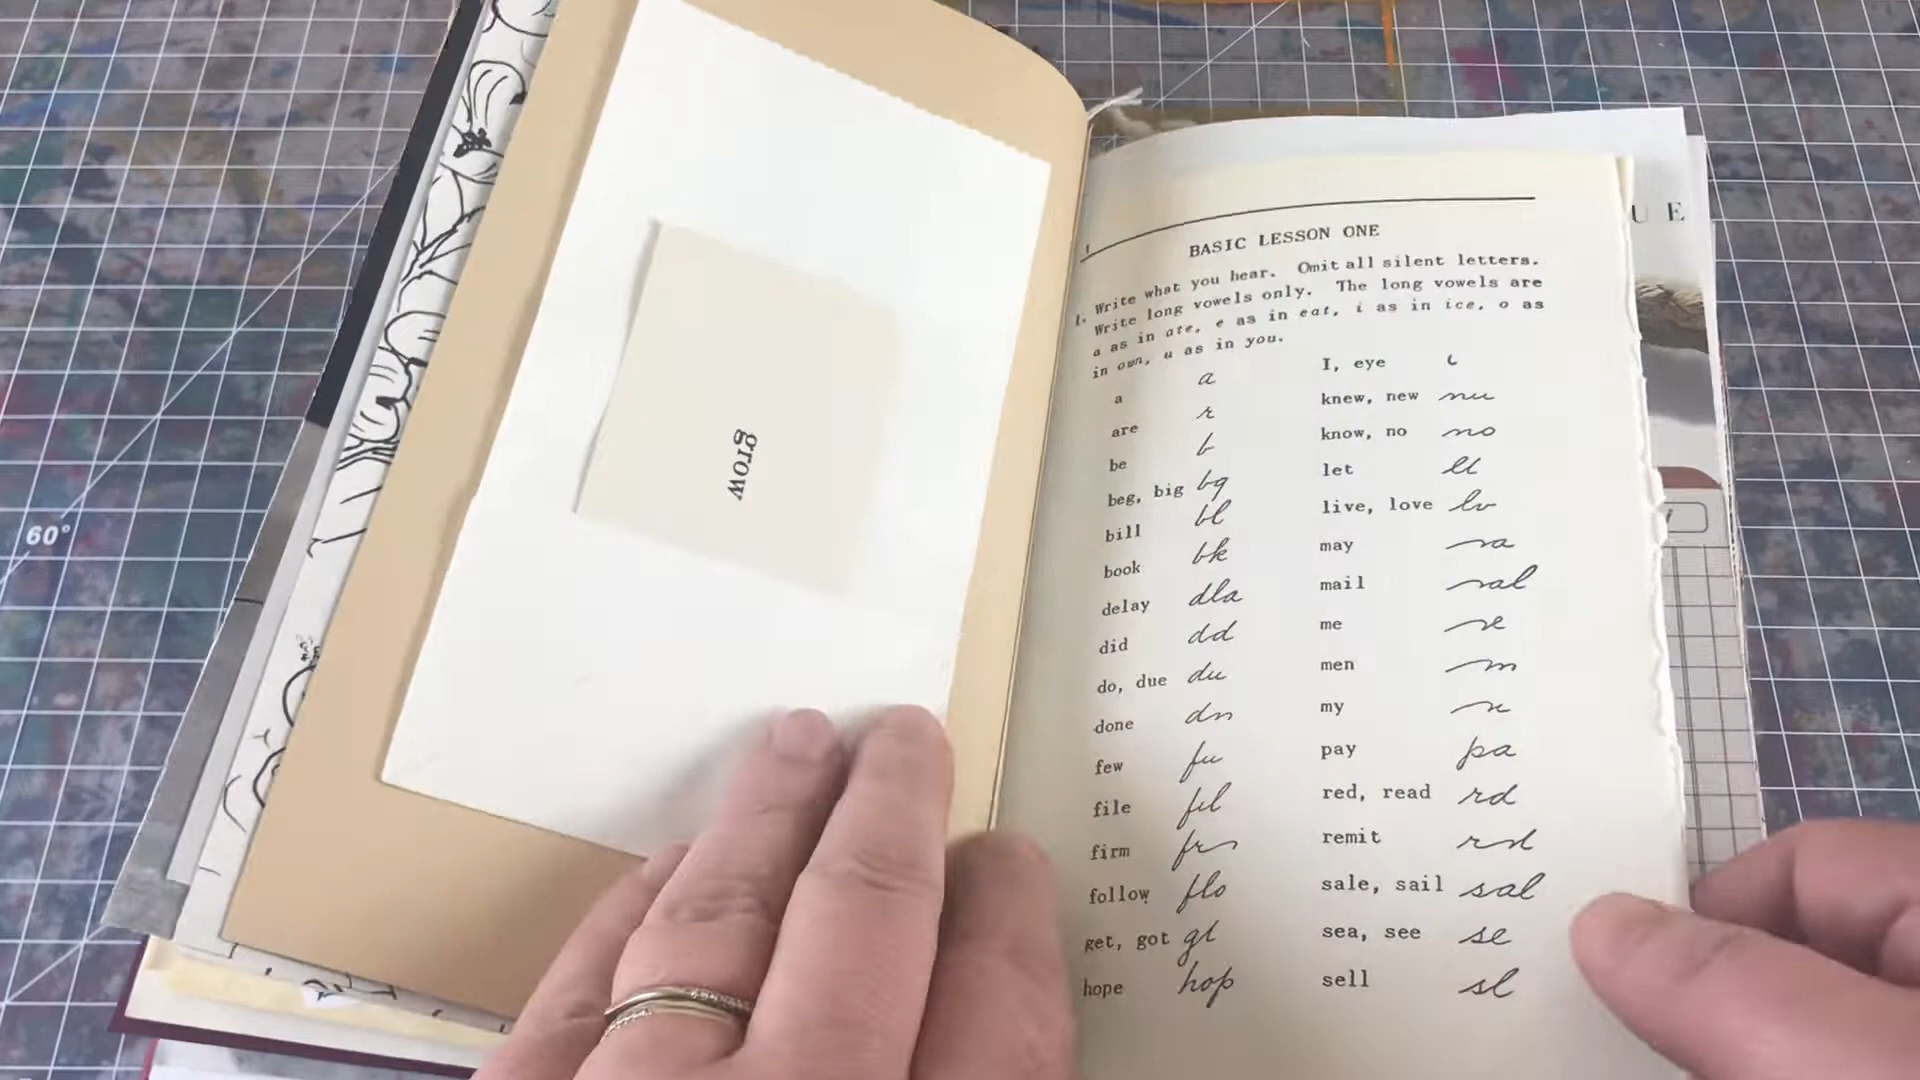 60°
grow
U E
BASIC LESSON ONE
1. Write what you hear. Omit all silent letters.
Write long vowels only. The long vowels are
a as in ate, e as in eat, i as in ice, o as
in own, u as in you.
a a
are r
be b
beg, big bg
bill bl
book bk
delay dla
did dd
do, due du
done dn
few fu
file fil
firm
follow flo
get, got
hope hop
I, eye i
knew, new nu
know, no no
let
live, love lv
may
mail
me
men
my
pay pa
red, read rd
remit
sale, sail sal
sea, see se
sell sl